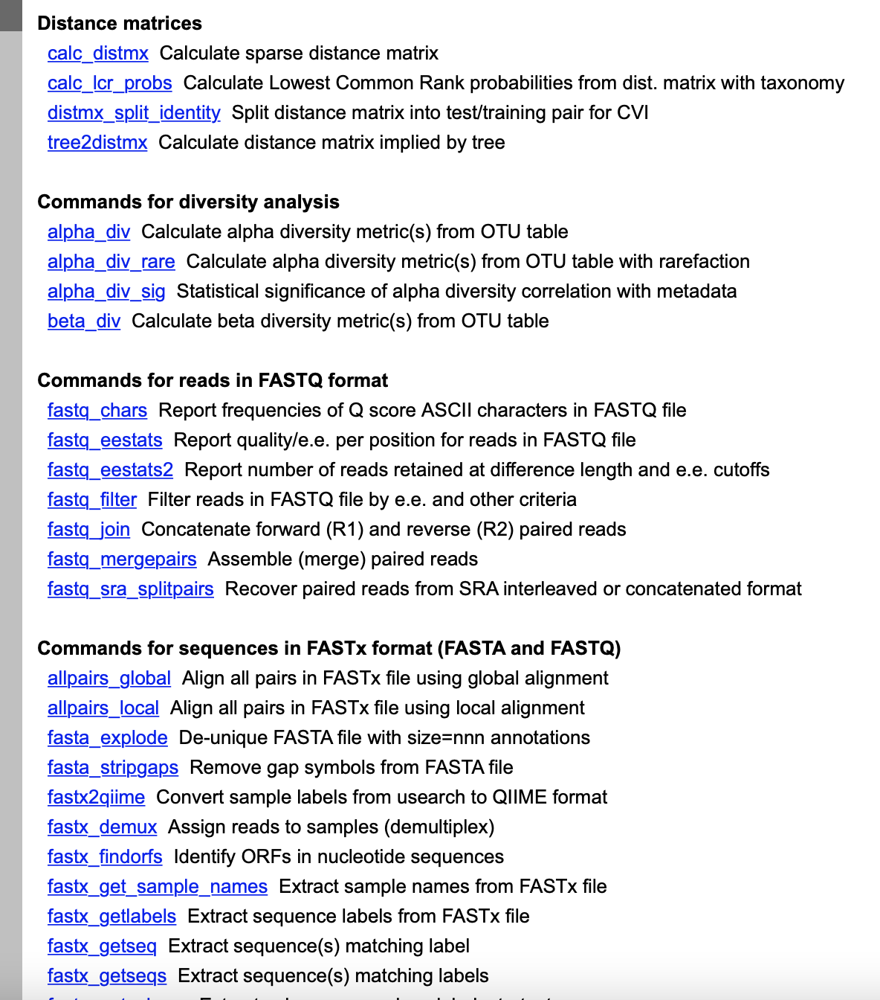 Distance matrices
calc_distmx Calculate sparse distance matrix
calc_lcr_probs Calculate Lowest Common Rank probabilities from dist. matrix with taxonomy
distmx_split_identity Split distance matrix into test/training pair for CVI
tree2distmx Calculate distance matrix implied by tree
Commands for diversity analysis
alpha_div Calculate alpha diversity metric(s) from OTU table
alpha_div_rare Calculate alpha diversity metric(s) from OTU table with rarefaction
alpha_div_sig Statistical significance of alpha diversity correlation with metadata
beta_div Calculate beta diversity metric(s) from OTU table
Commands for reads in FASTQ format
fastq_chars Report frequencies of Q score ASCII characters in FASTQ file
fastq_eestats Report quality/e.e. per position for reads in FASTQ file
fastq_eestats2 Report number of reads retained at difference length and e.e. cutoffs
fastq_filter Filter reads in FASTQ file by e.e. and other criteria
fastq_join Concatenate forward (R1) and reverse (R2) paired reads
fastq_mergepairs Assemble (merge) paired reads
fastq_sra_splitpairs Recover paired reads from SRA interleaved or concatenated format
Commands for sequences in FASTx format (FASTA and FASTQ)
allpairs_global Align all pairs in FASTx file using global alignment
allpairs_local Align all pairs in FASTx file using local alignment
fasta_explode De-unique FASTA file with size=nnn annotations
fasta_stripgaps Remove gap symbols from FASTA file
fastx2qiime Convert sample labels from usearch to QIIME format
fastx_demux Assign reads to samples (demultiplex)
fastx_findorfs Identify ORFs in nucleotide sequences
fastx_get_sample_names Extract sample names from FASTx file
fastx_getlabels Extract sequence labels from FASTx file
fastx_getseq Extract sequence(s) matching label
fastx_getseqs Extract sequence(s) matching labels